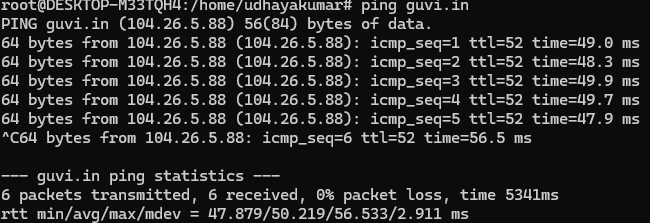 root@DESKTOP-M33TQH4:/home/udhayakumar# ping guvi.in
PING guvi.in (104.26.5.88) 56(84) bytes of data.
64 bytes from 104.26.5.88 (104.26.5.88): icmp_seq=1 ttl=52 time=49.0 ms
64 bytes from 104.26.5.88 (104.26.5.88): icmp_seq=2 ttl=52 time=48.3 ms
64 bytes from 104.26.5.88 (104.26.5.88): icmp_seq=3 ttl=52 time=49.9 ms
64 bytes from 104.26.5.88 (104.26.5.88): icmp_seq=4 ttl=52 time=49.7 ms
64 bytes from 104.26.5.88 (104.26.5.88): icmp_seq=5 ttl=52 time=47.9 ms
^C64 bytes from 104.26.5.88: icmp_seq=6 ttl=52 time=56.5 ms
--- guvi.in ping statistics ---
6 packets transmitted, 6 received, 0% packet loss, time 5341ms
rtt min/avg/max/mdev = 47.879/50.219/56.533/2.911 ms